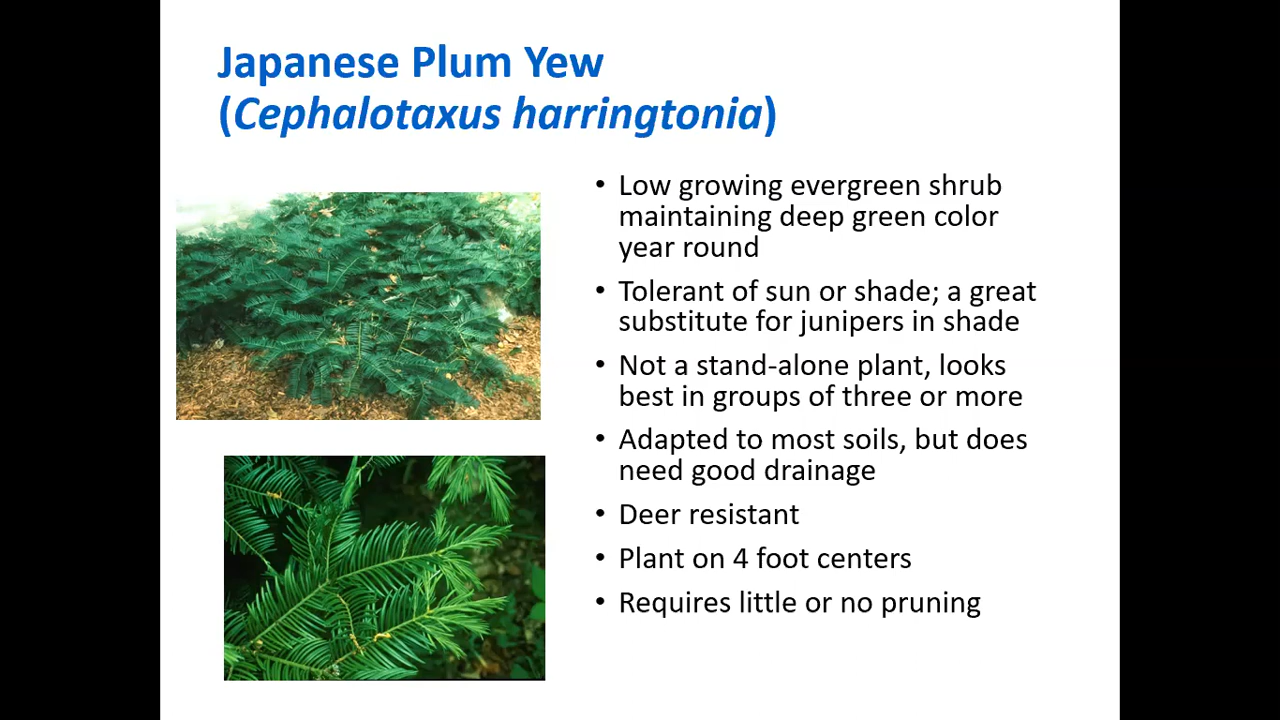 Japanese Plum Yew
(Cephalotaxus harringtonia)
• Low growing evergreen shrub
maintaining deep green color
year round
• Tolerant of sun or shade; a great
substitute for junipers in shade
• Not a stand-alone plant, looks
best in groups of three or more
• Adapted to most soils, but does
need good drainage
• Deer resistant
• Plant on 4 foot centers
• Requires little or no pruning